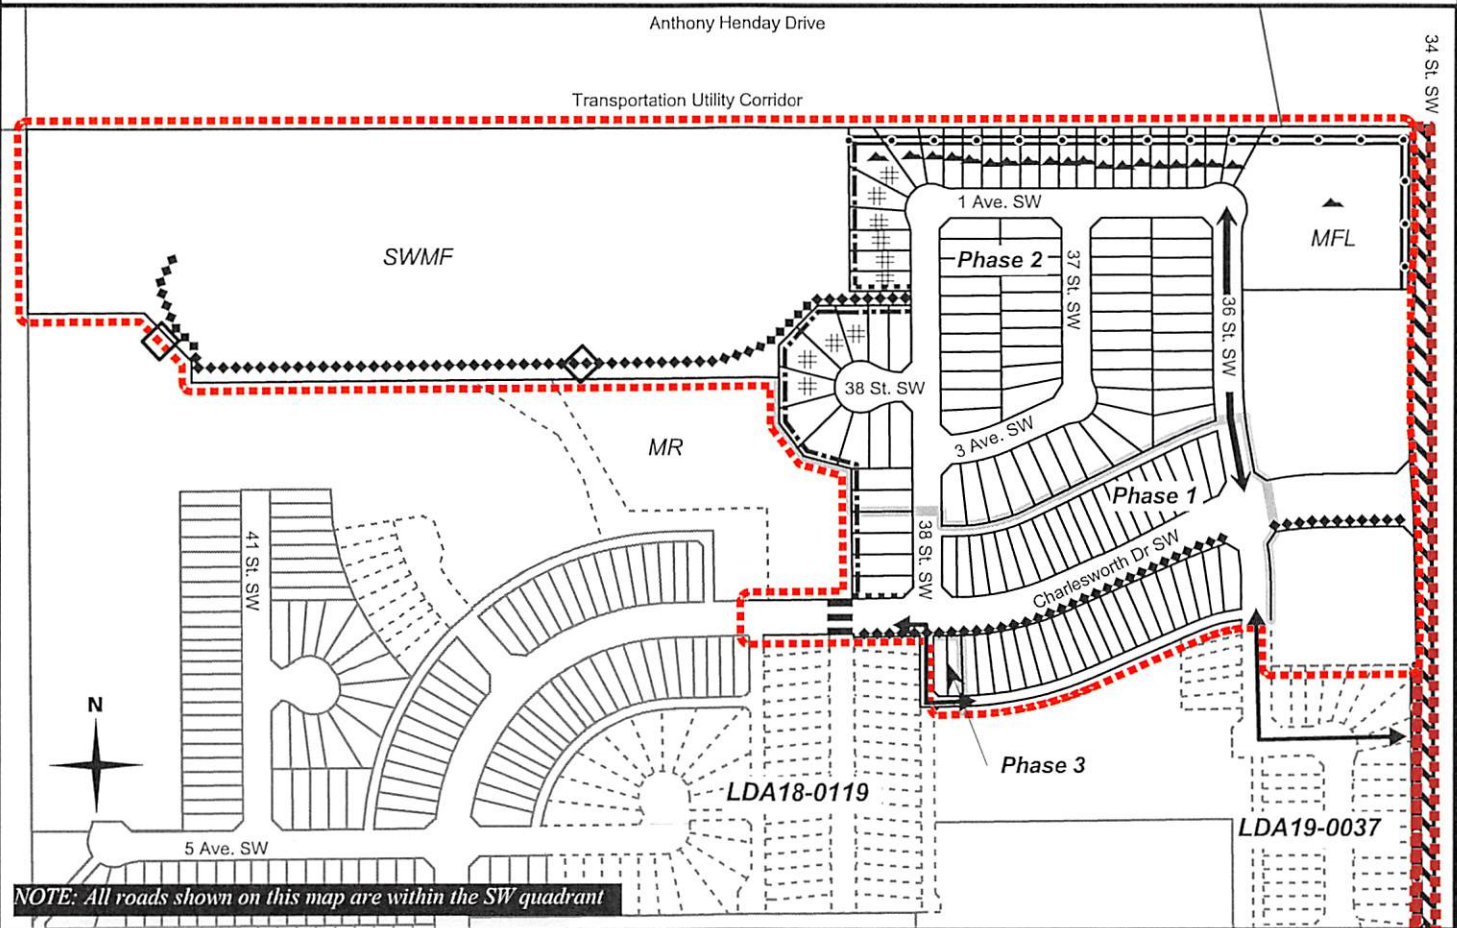 Anthony Henday Drive
34 St. SW
Transportation Utility Corridor
1 Ave. SW
SWMF
Phase 2
37 St. SW
MFL
36 St. SW
38 St. SW
3 Ave. SW
MR
Phase 1
41 St. SW
38 St. SW
Charlesworth Dr SW
N
Phase 3
LDA18-0119
LDA19-0037
5 Ave. SW
NOTE: All roads shown on this map are within the SW quadrant